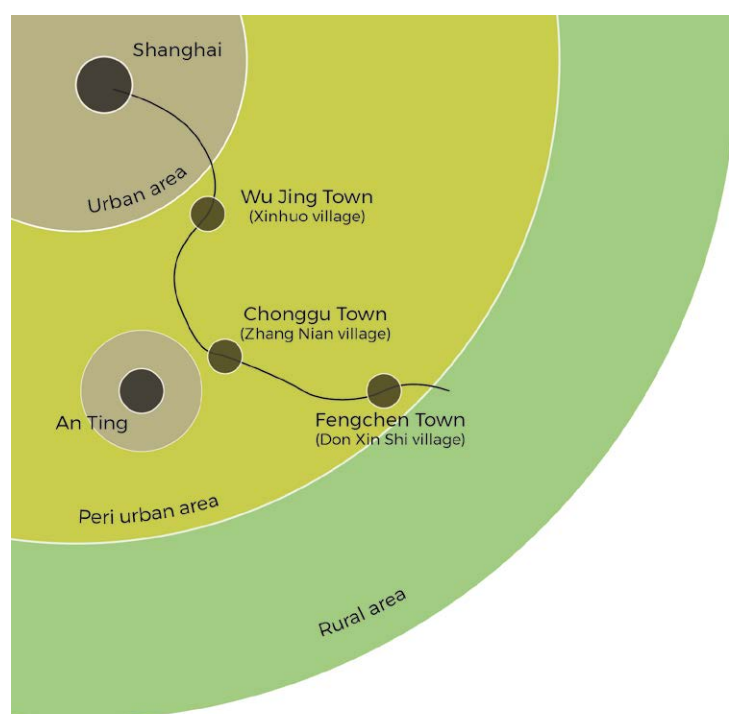 Shanghai
Urban area
Wu Jing Town
(Xinhuo village)
Chonggu Town
(Zhang Nian village)
An Ting
Fengchen Town
(Don Xin Shi village)
Peri urban area
Rural area